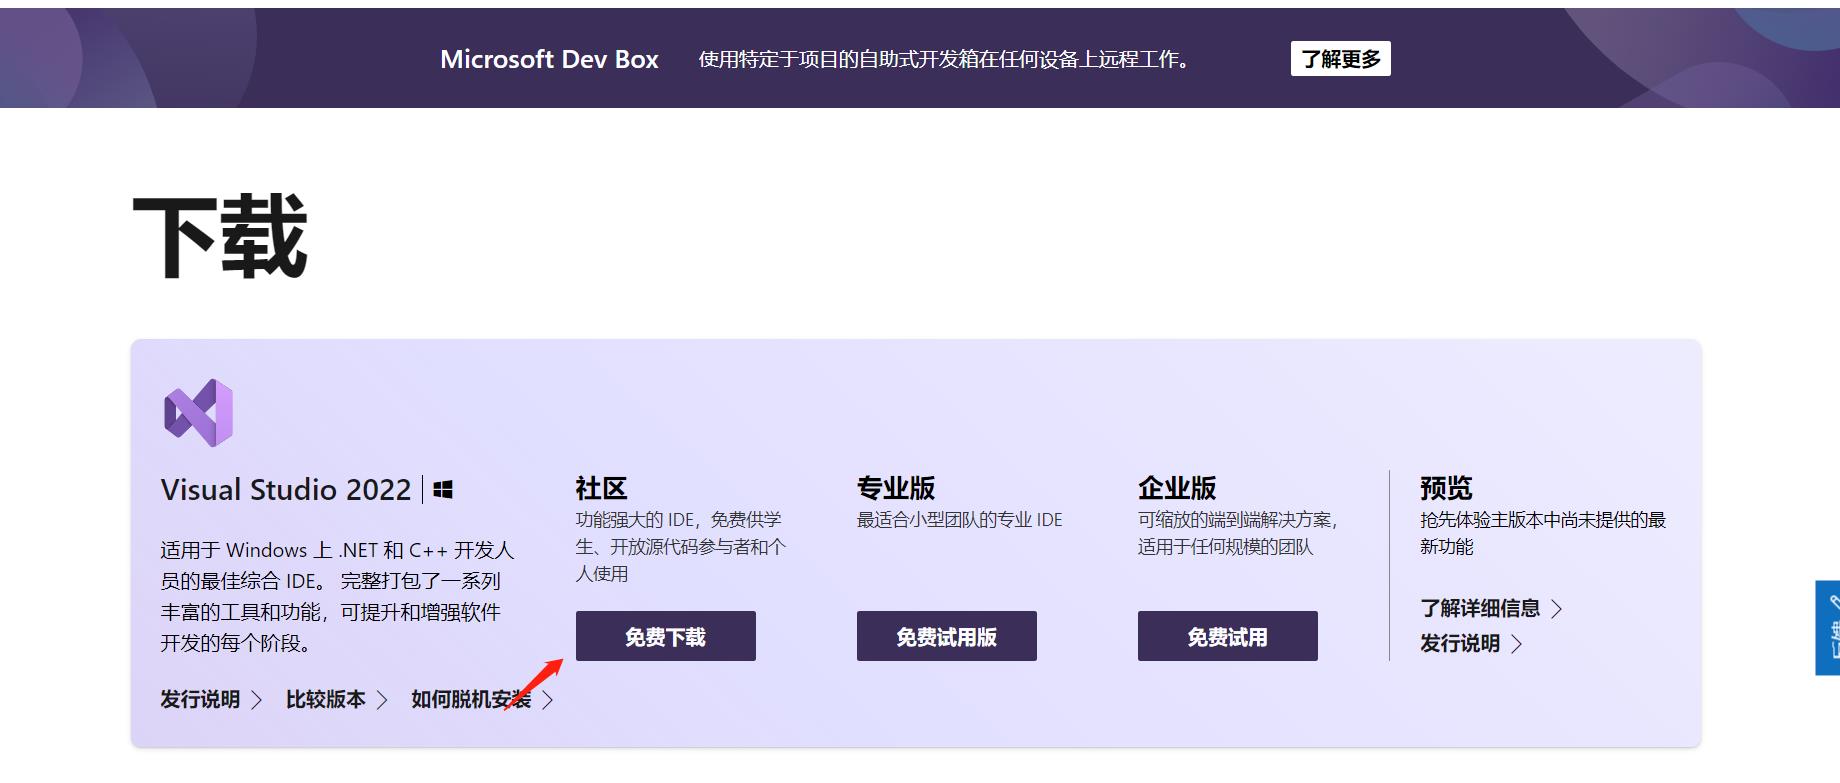 Microsoft Dev Box 使用特定于项目的自助式开发箱在任何设备上远程工作。 了解更多
下载
Visual Studio 2022
适用于 Windows 上 .NET 和 C++ 开发人
员的最佳综合 IDE。 完整打包了一系列
丰富的工具和功能，可提升和增强软件
开发的每个阶段。
发行说明 比较版本 如何脱机安装
社区
功能强大的 IDE，免费供学
生、开放源代码参与者和个
人使用
免费下载
专业版
最适合小型团队的专业 IDE
免费试用版
企业版
可缩放的端到端解决方案，
适用于任何规模的团队
免费试用
预览
抢先体验主版本中尚未提供的最
新功能
了解详细信息
发行说明